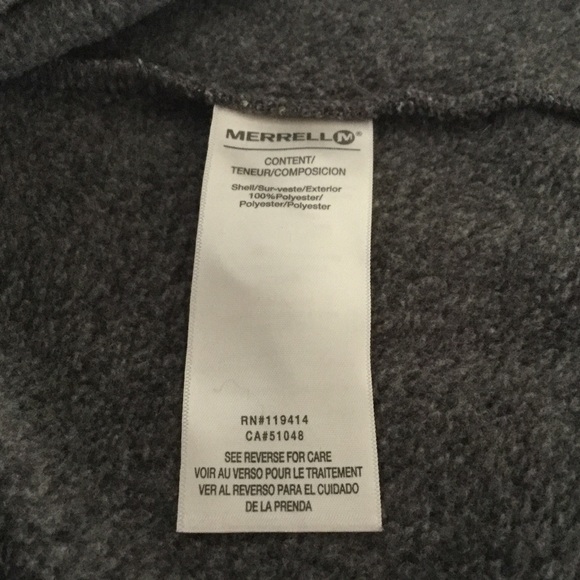 MERRELL M®
CONTENT/
TENEUR/COMPOSICION
Shell/Sur-veste/Exterior
100%Polyester/
Polyester/Polyester
RN#119414
CA#51048
SEE REVERSE FOR CARE
VOIR AU VERSO POUR LE TRAITEMENT
VER AL REVERSO PARA EL CUIDADO
DE LA PRENDA